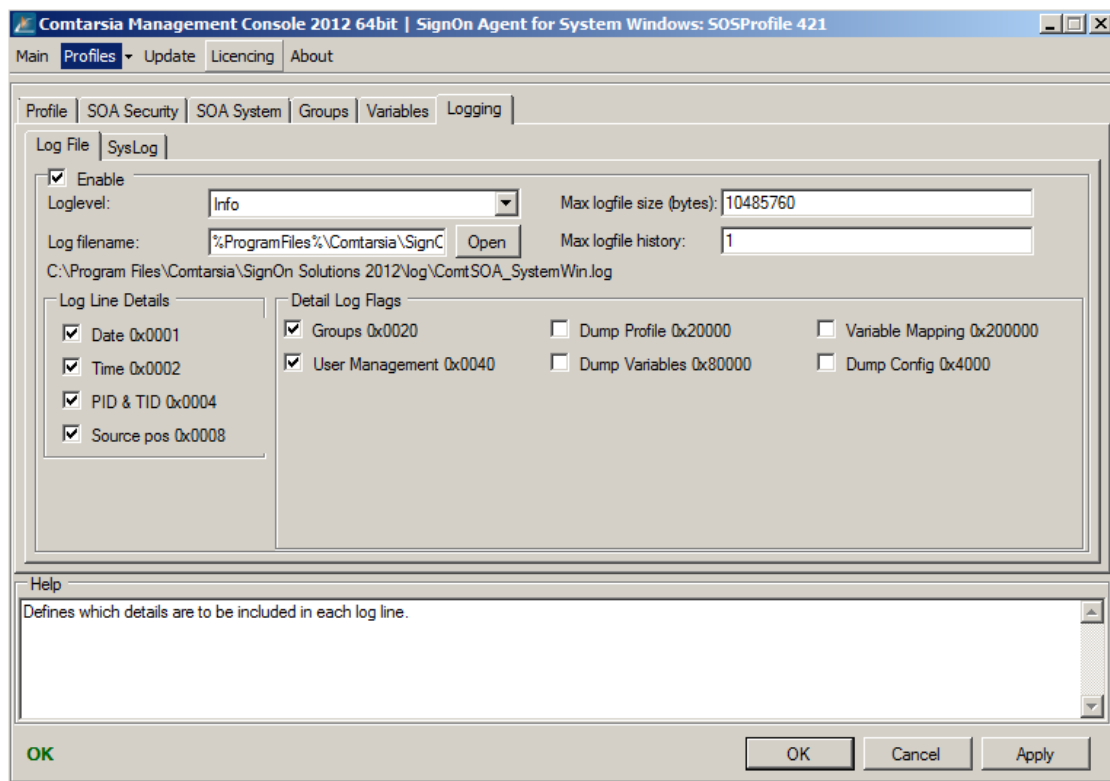 Comtarsia Management Console 2012 64bit | SignOn Agent for System Windows: SOSProfile 421
Main Profiles Update Licencing About
Profile SOA Security SOA System Groups Variables Logging
Log File SysLog
Enable
Loglevel: Info Max logfile size (bytes): 10485760
Log filename: %ProgramFiles%\Comtarsia\SignO Open Max logfile history: 1
C:\Program Files\Comtarsia\SignOn Solutions 2012\log\ComtSOA_SystemWin.log
Log Line Details Detail Log Flags
Date 0x0001 Groups 0x0020 Dump Profile 0x20000 Variable Mapping 0x200000
Time 0x0002 User Management 0x0040 Dump Variables 0x80000 Dump Config 0x4000
PID & TID 0x0004
Source pos 0x0008
Help
Defines which details are to be included in each log line.
OK OK Cancel Apply